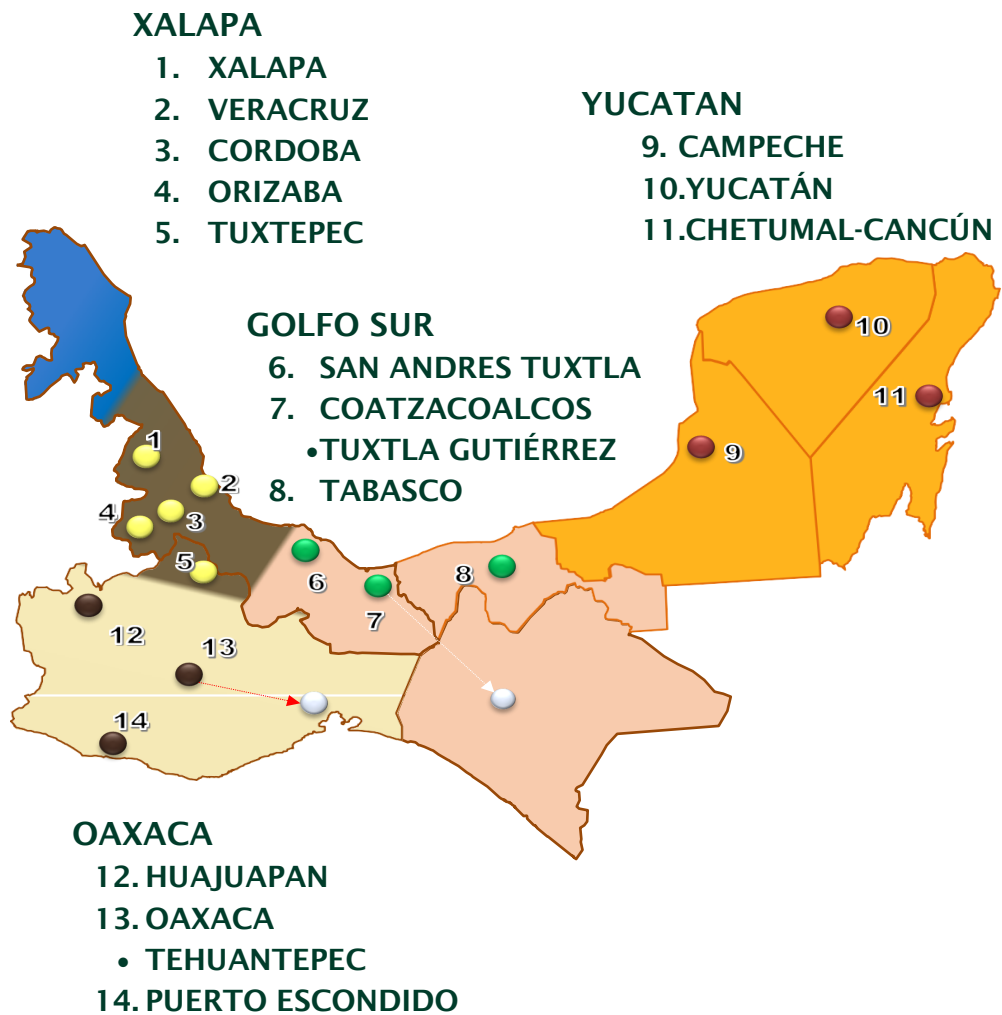 XALAPA
1. XALAPA
2. VERACRUZ
3. CORDOBA
4. ORIZABA
5. TUXTEPEC
YUCATAN
9. CAMPECHE
10.YUCATÁN
11.CHETUMAL-CANCÚN
GOLFO SUR
6. SAN ANDRES TUXTLA
7. COATZACOALCOS
•TUXTLA GUTIÉRREZ
8. TABASCO
10
11
9
1
2
4
3
5
6
7
8
12
13
14
OAXACA
12. HUAJUAPAN
13. OAXACA
• TEHUANTEPEC
14. PUERTO ESCONDIDO